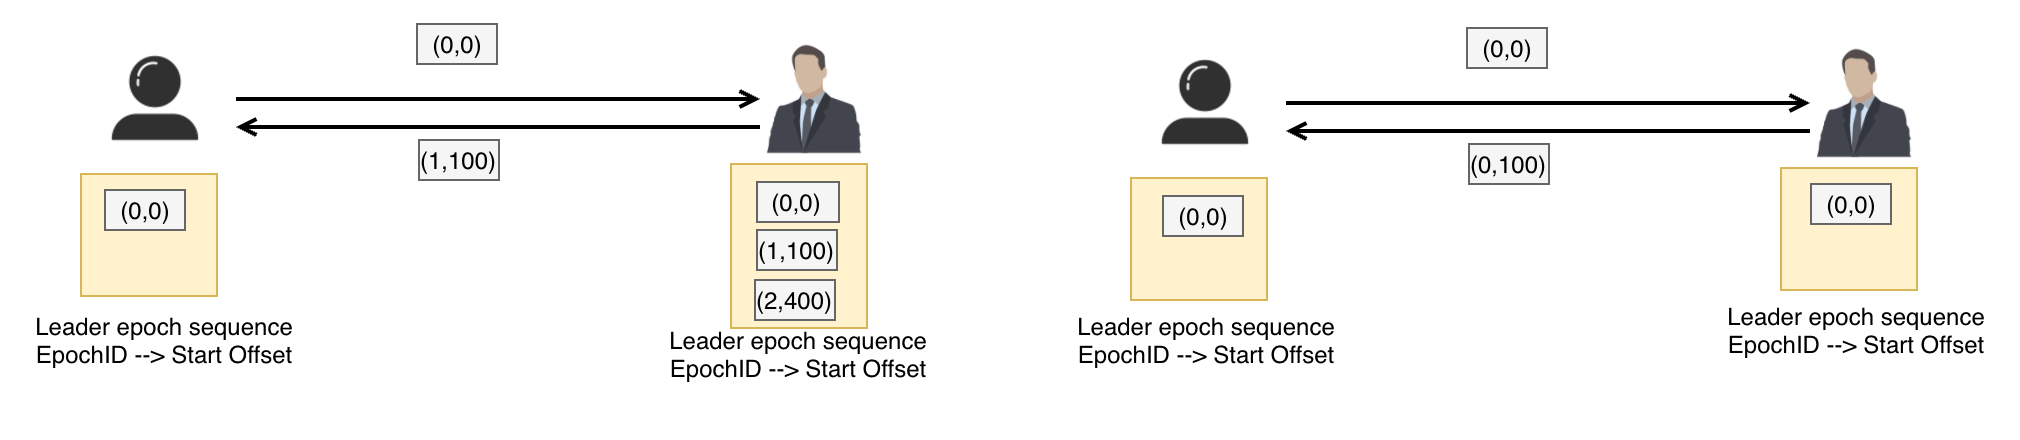 (0,0)
(1,100)
(0,0)
Leader epoch sequence
EpochID --> Start Offset
(0,0)
(1,100)
(2,400)
Leader epoch sequence
EpochID --> Start Offset
(0,0)
(0,100)
(0,0)
Leader epoch sequence
EpochID --> Start Offset
(0,0)
Leader epoch sequence
EpochID --> Start Offset